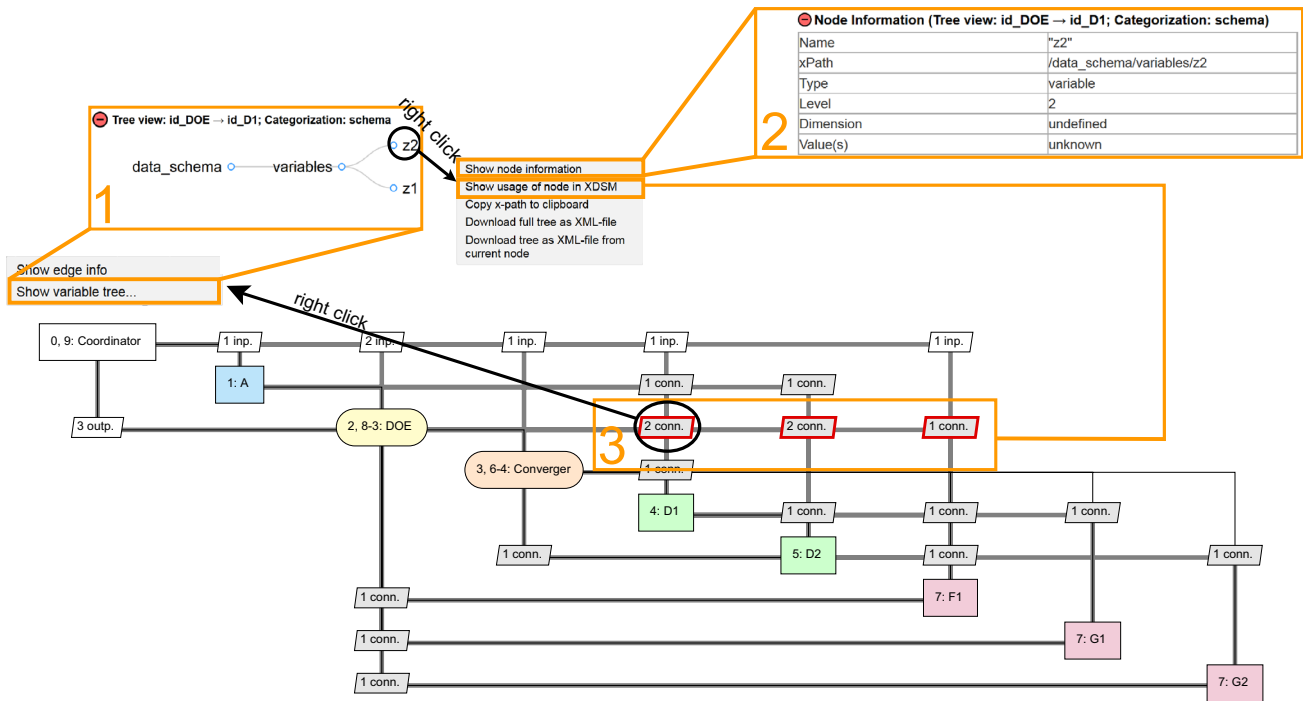 Node Information (Tree view: id_DOE → id_D1; Categorization: schema)
Name "z2"
xPath /data_schema/variables/z2
Type variable
Level 2
Dimension undefined
Value(s) unknown
2
Tree view: id_DOE → id_D1; Categorization: schema
data_schema variables z2
z1
1
right click
Show node information
Show usage of node in XDSM
Copy x-path to clipboard
Download full tree as XML-file
Download tree as XML-file from
current node
Show edge info
Show variable tree...
right click
0, 9: Coordinator 1 inp. 2 inp. 1 inp. 1 inp. 1 inp.
1: A 1 conn. 1 conn.
3 outp. 2, 8-3: DOE 2 conn. 2 conn. 1 conn.
3
3, 6-4: Converger 1 conn.
4: D1 1 conn. 1 conn. 1 conn.
1 conn. 5: D2 1 conn. 1 conn.
1 conn. 7: F1
1 conn. 7: G1
1 conn. 7: G2